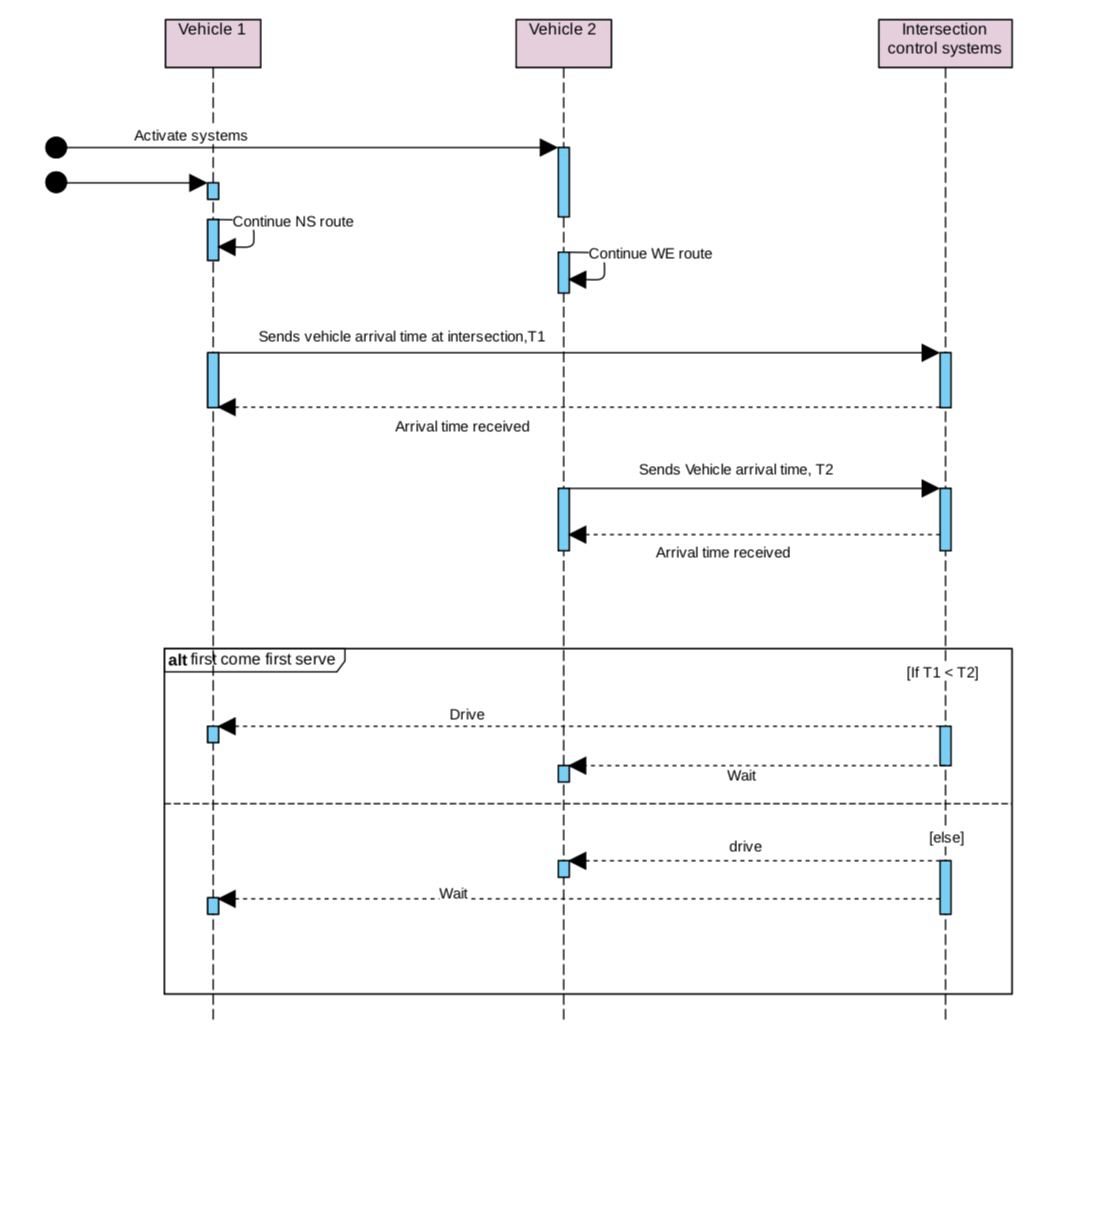 Vehicle 1
Vehicle 2
Intersection
control systems
Activate systems
Continue NS route
Continue WE route
Sends vehicle arrival time at intersection,T1
Arrival time received
Sends Vehicle arrival time, T2
Arrival time received
alt first come first serve
[If T1 < T2]
Drive
Wait
[else]
drive
Wait